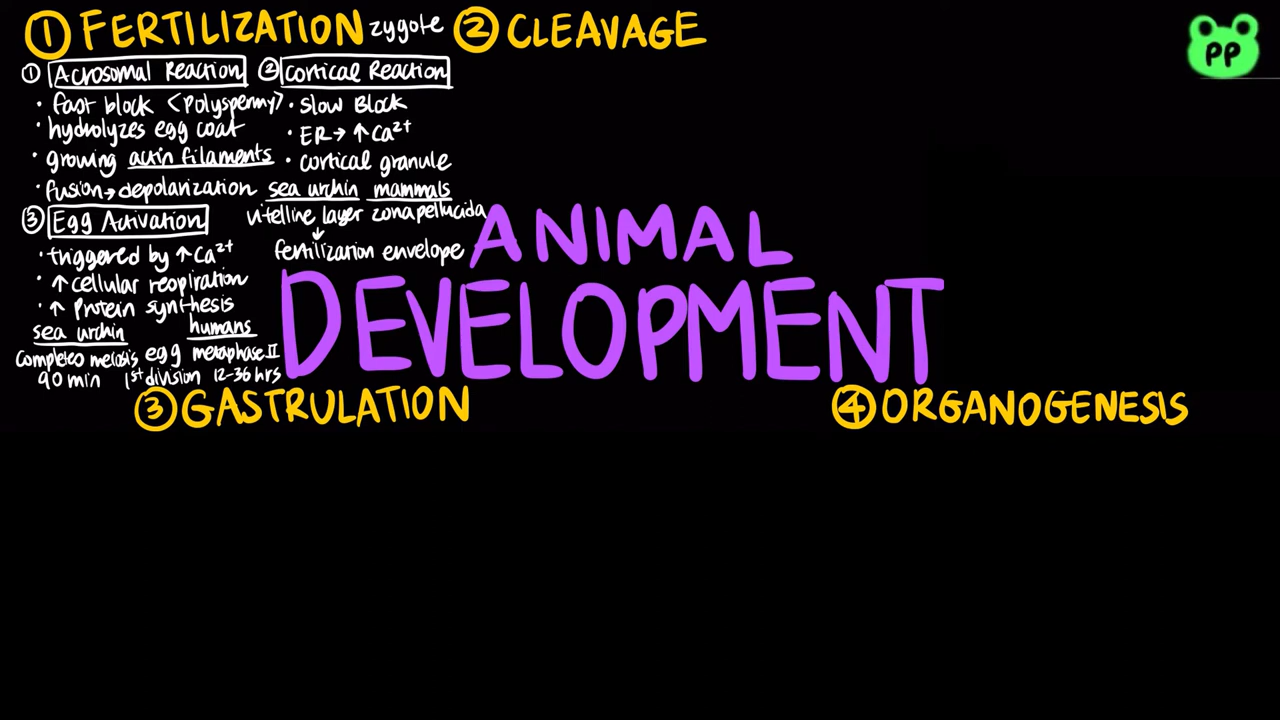 ① FERTILIZATION zygote
① Acrosomal Reaction
• fast block (polyspermy)
• hydrolyzes egg coat
• growing actin filaments
• fusion → depolarization
② Cortical Reaction
• Slow Block
• ER → ↑ Ca²⁺
• cortical granule
sea urchin mammals
vitelline layer zona pellucida
↓
fertilization envelope
③ Egg Activation
• triggered by ↑ Ca²⁺
• ↑ cellular respiration
• ↑ Protein synthesis
sea urchin humans
completed meiosis egg metaphase II
90 min 1st division 12-36 hrs
② CLEAVAGE
PP
ANIMAL
DEVELOPMENT
③ GASTRULATION
④ ORGANOGENESIS